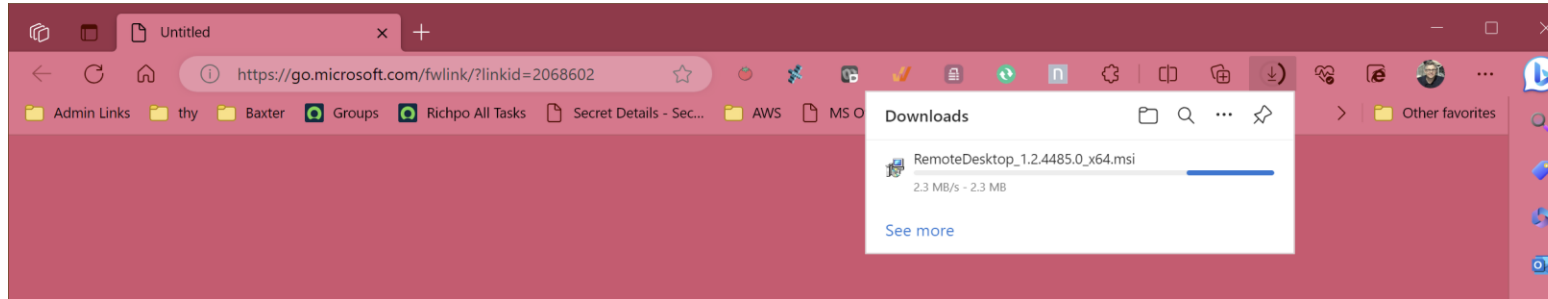 Untitled
https://go.microsoft.com/fwlink/?linkid=2068602
Admin Links thy Baxter Groups Richpo All Tasks Secret Details - Sec... AWS MS O Other favorites
Downloads
RemoteDesktop_1.2.4485.0_x64.msi
2.3 MB/s - 2.3 MB
See more